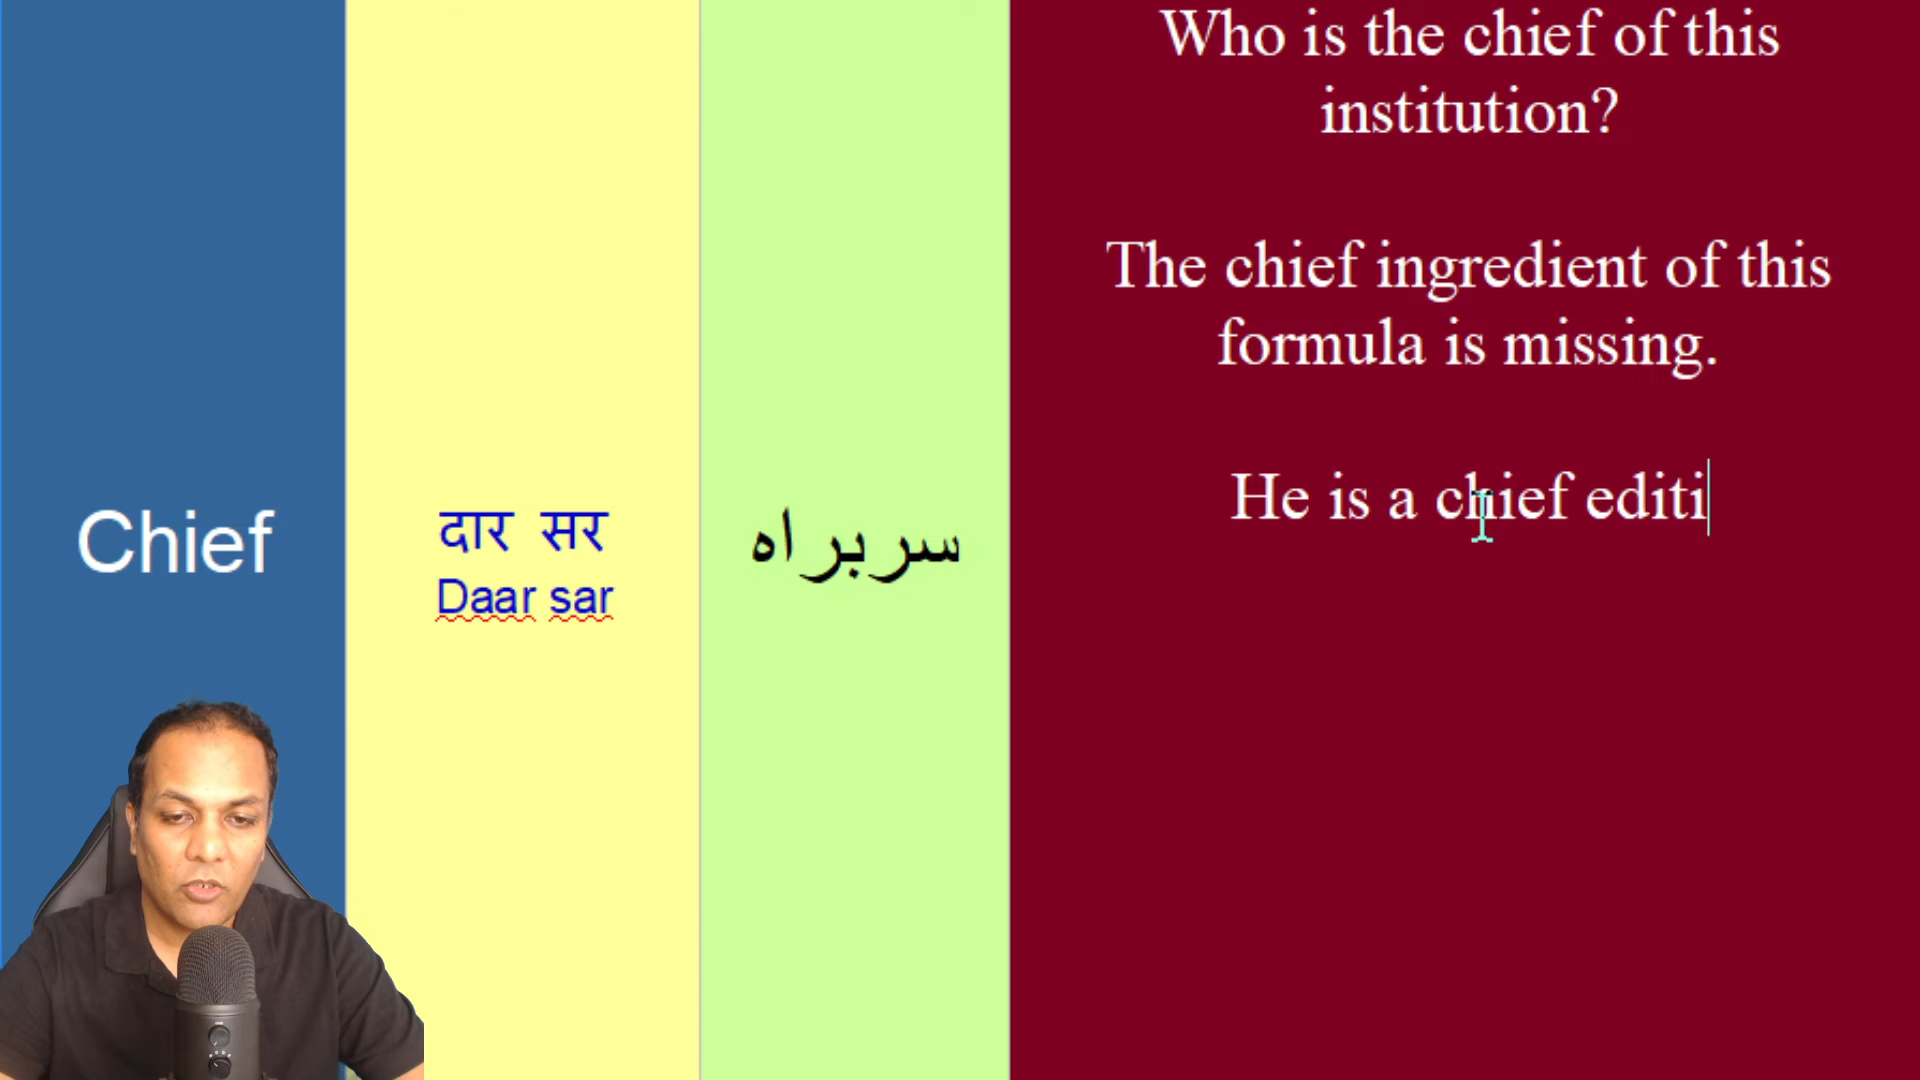 Chief
दार सर
Daar sar
سربراہ
Who is the chief of this
institution?
The chief ingredient of this
formula is missing.
He is a chief editi